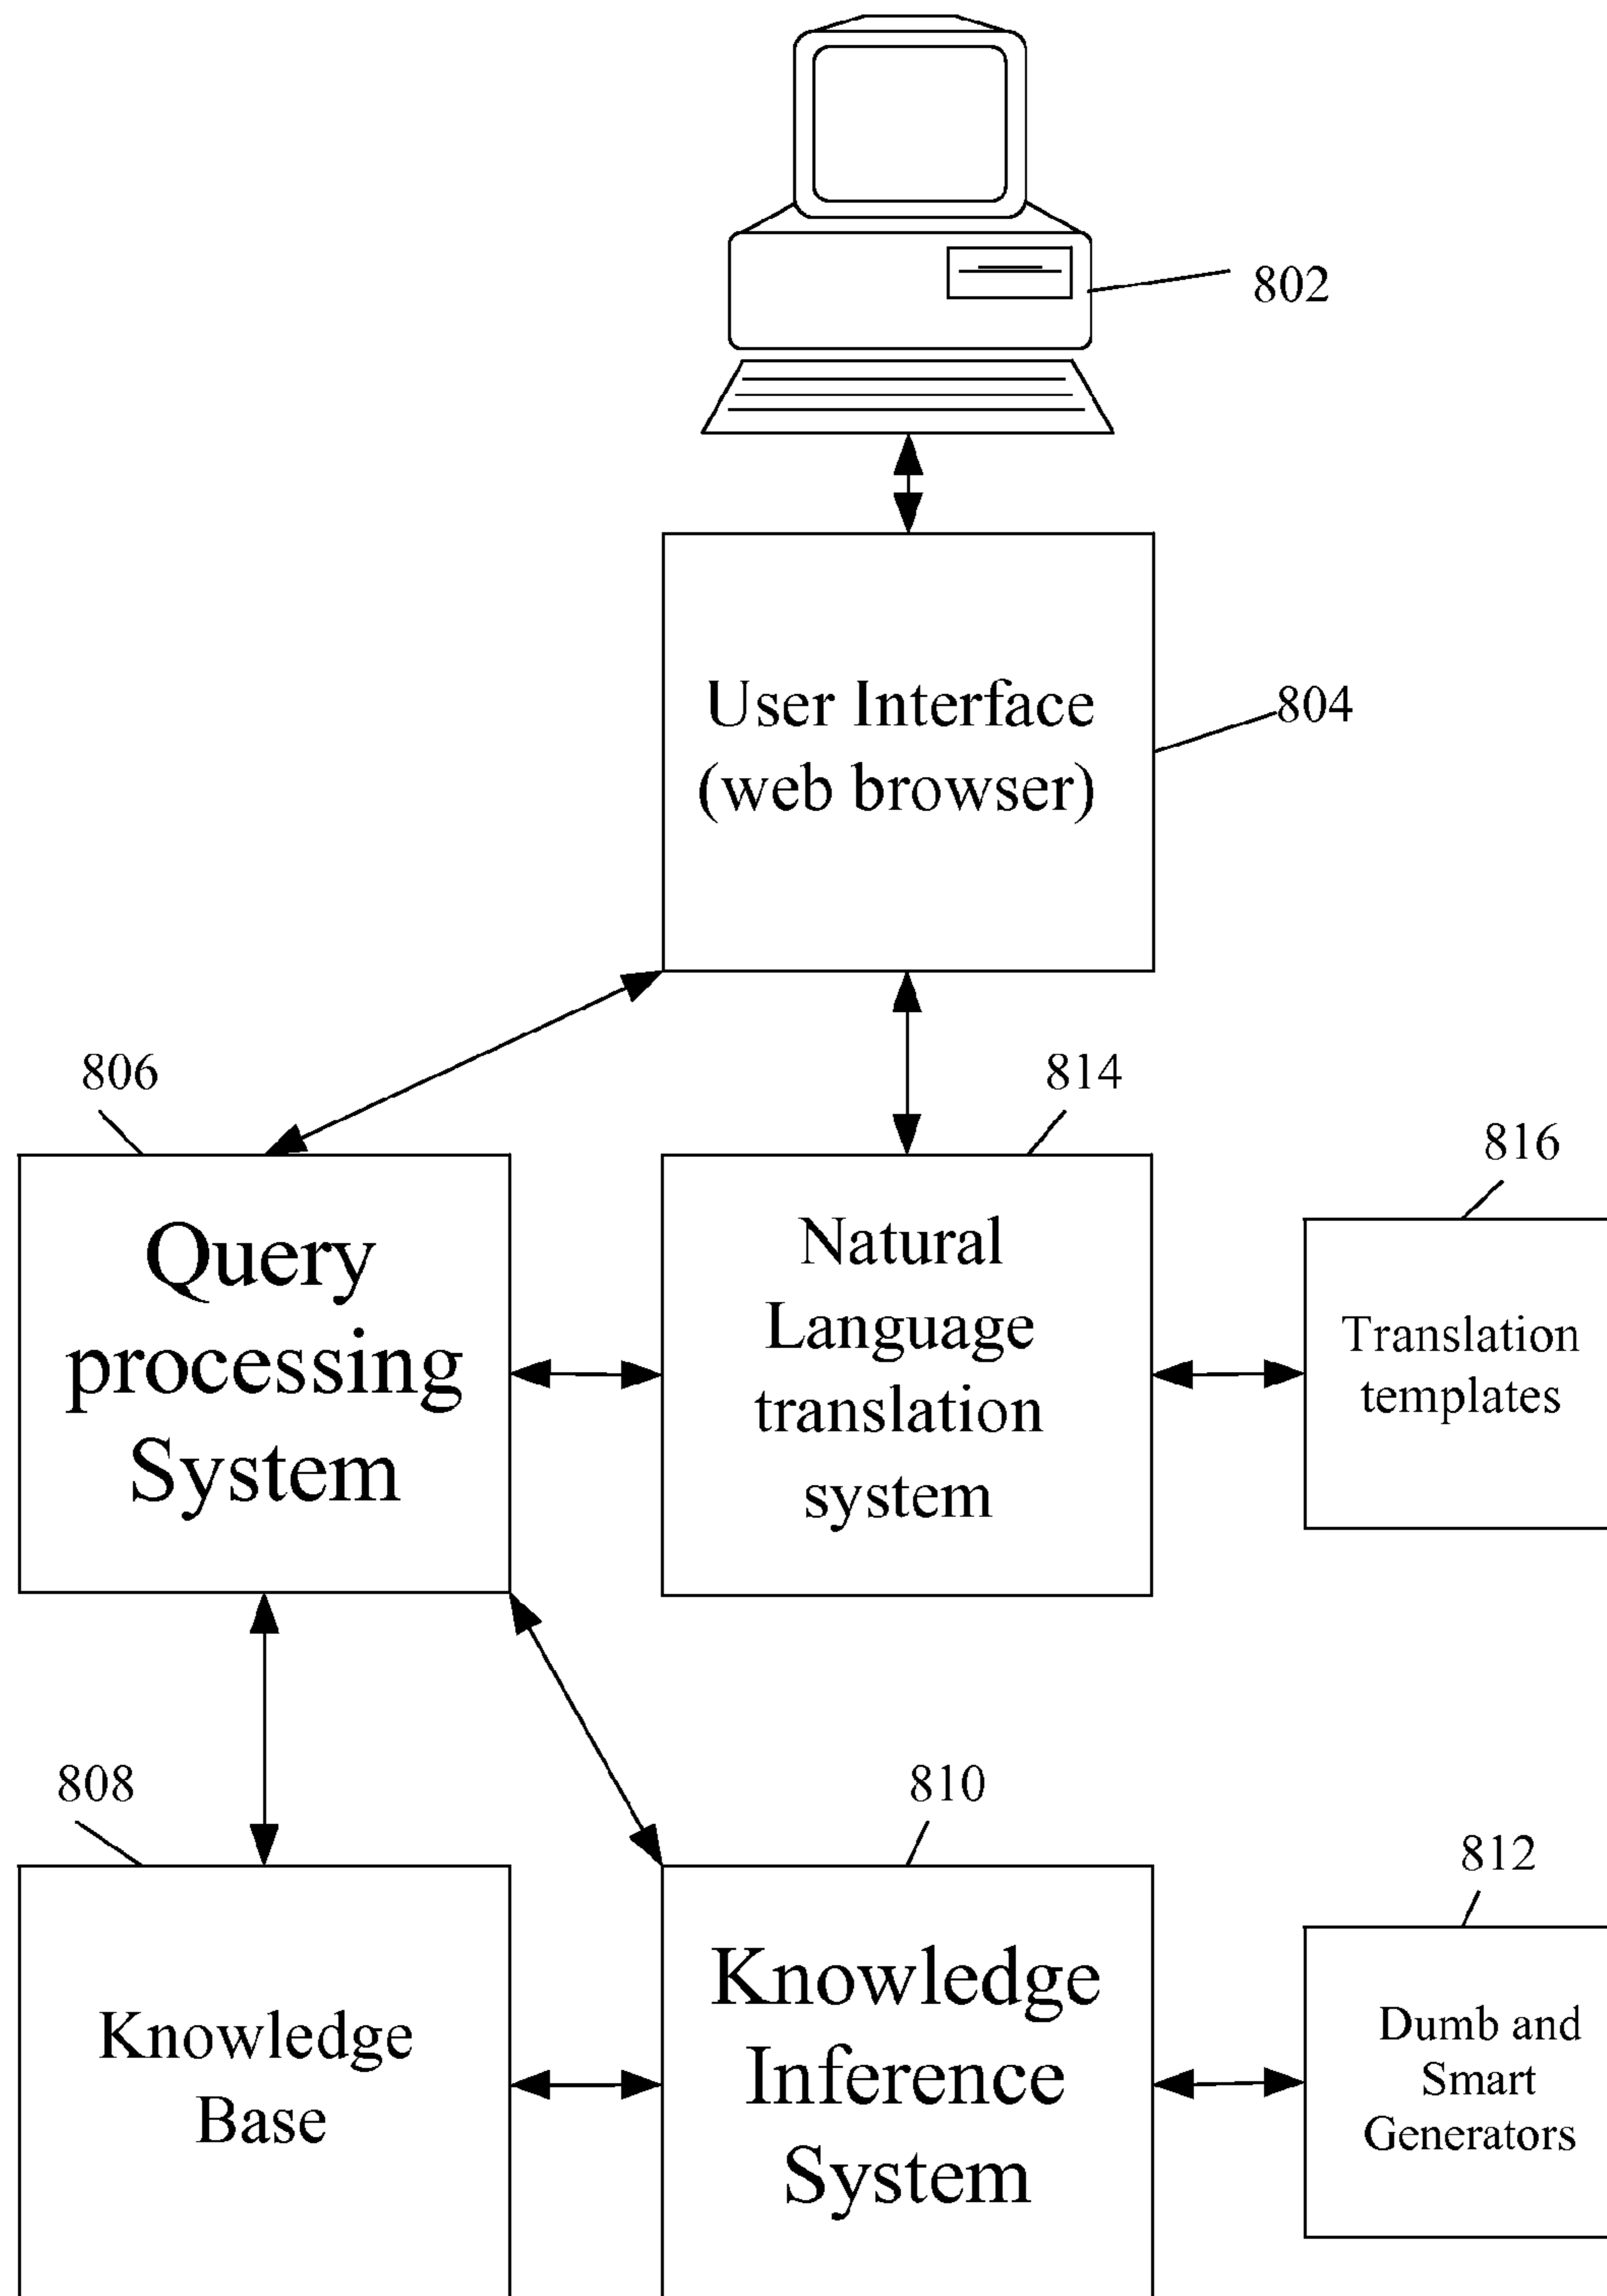 802
User Interface
(web browser)
804
806
814
816
Query
processing
System
Natural
Language
translation
system
Translation
templates
808
810
812
Knowledge
Base
Knowledge
Inference
System
Dumb and
Smart
Generators